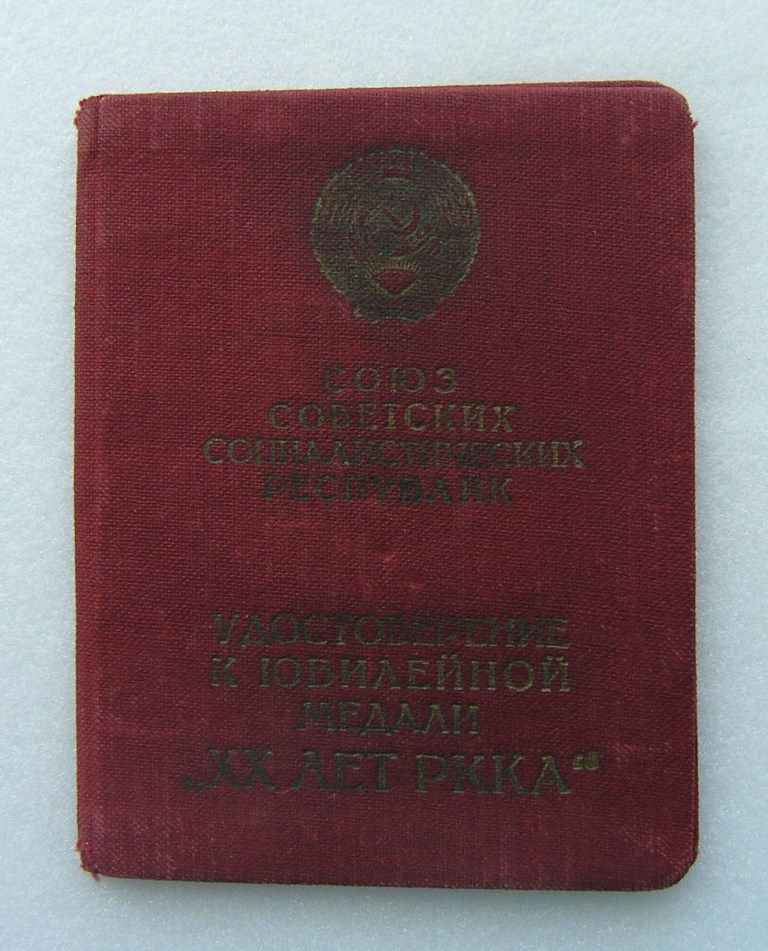 СОЮЗ
СОВЕТСКИХ
СОЦИАЛИСТИЧЕСКИХ
РЕСПУБЛИК
УДОСТОВЕРЕНИЕ
К ЮБИЛЕЙНОЙ
МЕДАЛИ
„XX ЛЕТ РККА“